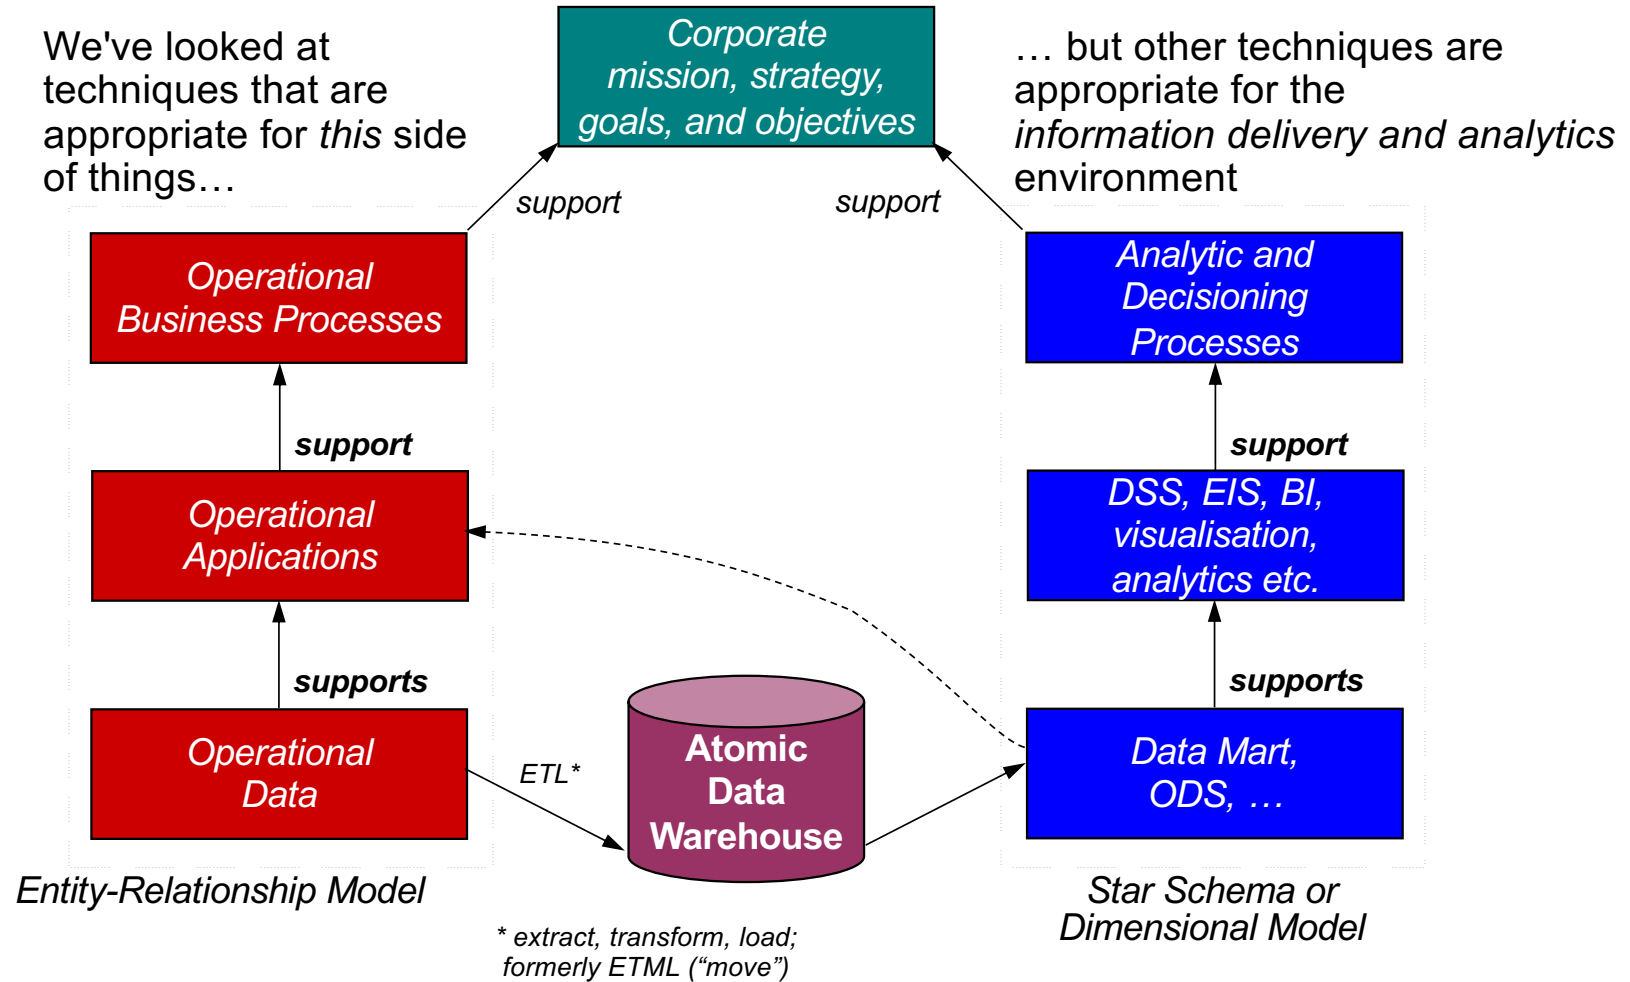 We've looked at
techniques that are
appropriate for this side
of things…
Corporate
mission, strategy,
goals, and objectives
… but other techniques are
appropriate for the
information delivery and analytics
environment
support
support
Operational
Business Processes
Analytic and
Decisioning
Processes
support
support
Operational
Applications
DSS, EIS, BI,
visualisation,
analytics etc.
supports
supports
Operational
Data
ETL*
Atomic
Data
Warehouse
Data Mart,
ODS, …
Entity-Relationship Model
Star Schema or
Dimensional Model
* extract, transform, load;
formerly ETML (“move”)